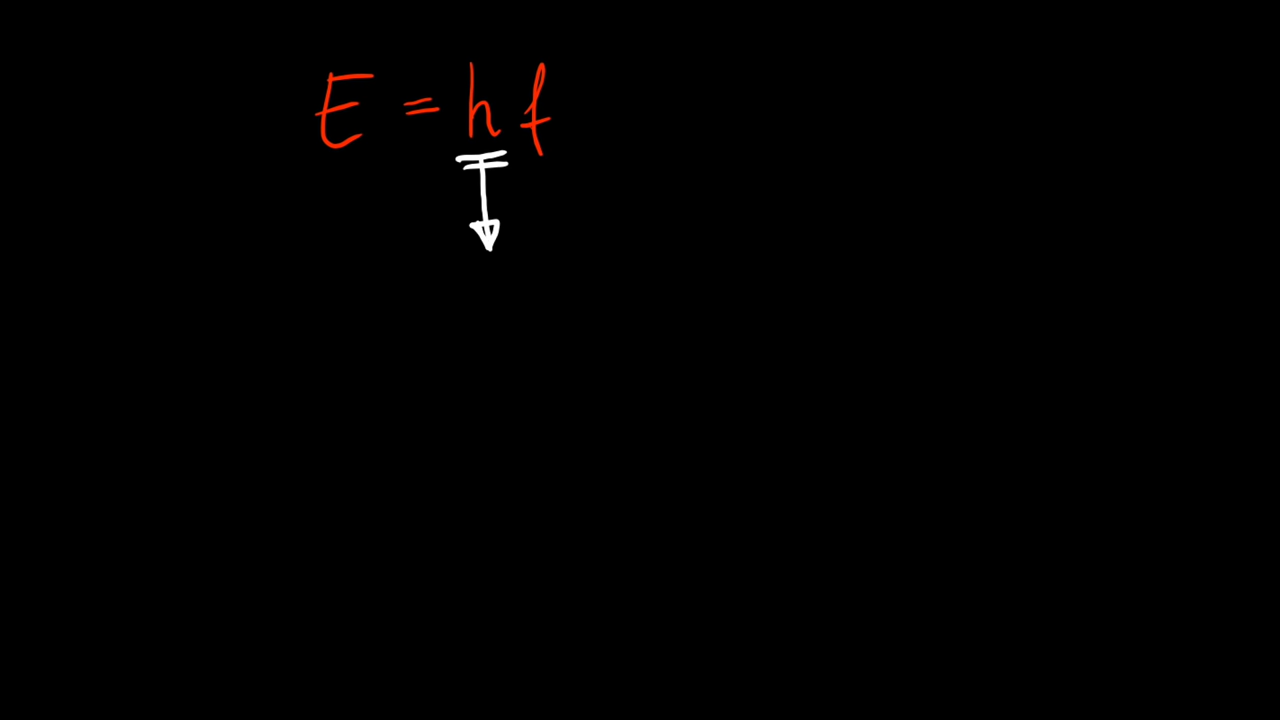 E = hf